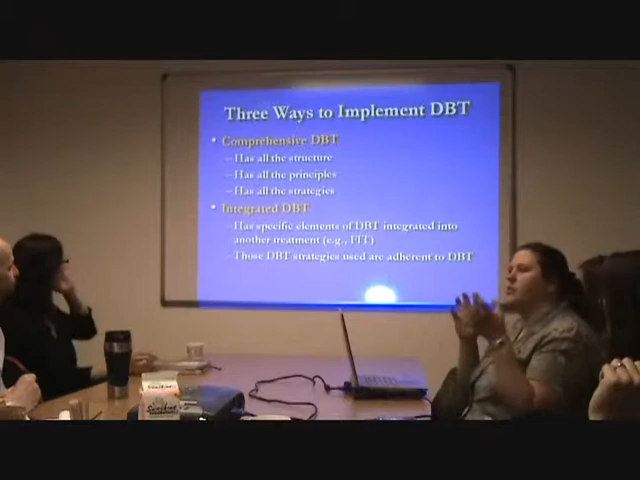 Three Ways to Implement DBT
• Comprehensive DBT
–Has all the structure
–Has all the principles
–Has all the strategies
• Integrated DBT
–Has specific elements of DBT integrated into
another treatment (e.g., FIT)
–Those DBT strategies used are adherent to DBT